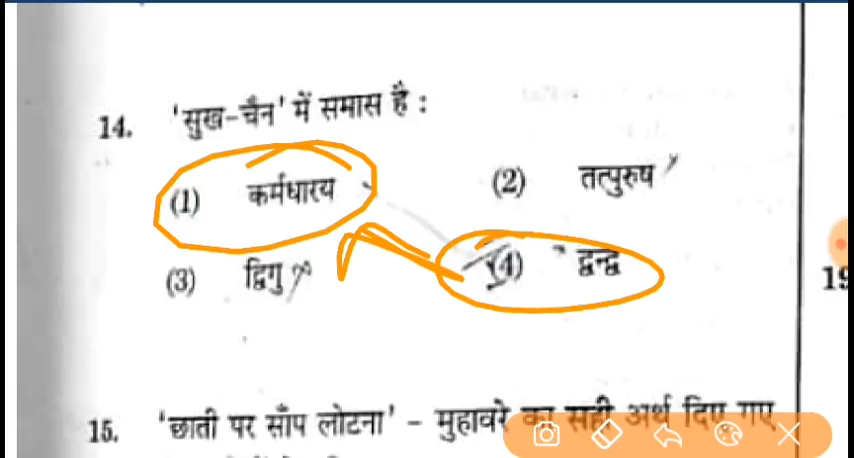 14. 'सुख-चैन' में समास है :
(1) कर्मधारय (2) तत्पुरुष
(3) द्विगु (4) द्वन्द्व
19
15. 'छाती पर साँप लोटना' - मुहावरे का सही अर्थ दिए गए